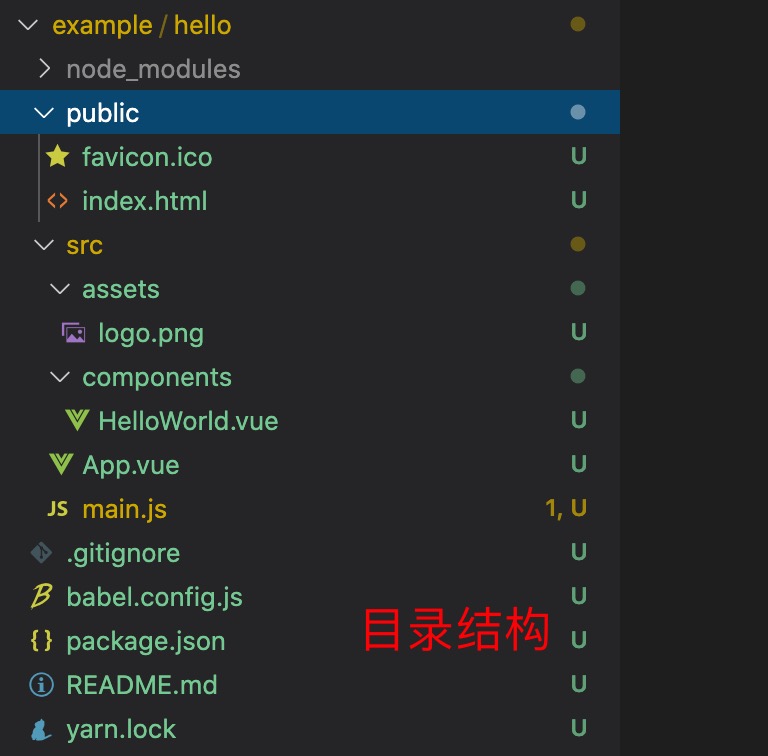 example / hello
node_modules
public
favicon.ico U
index.html U
src
assets
logo.png U
components
HelloWorld.vue U
App.vue U
JS main.js 1, U
.gitignore U
babel.config.js U
{} package.json U
目录结构
README.md U
yarn.lock U